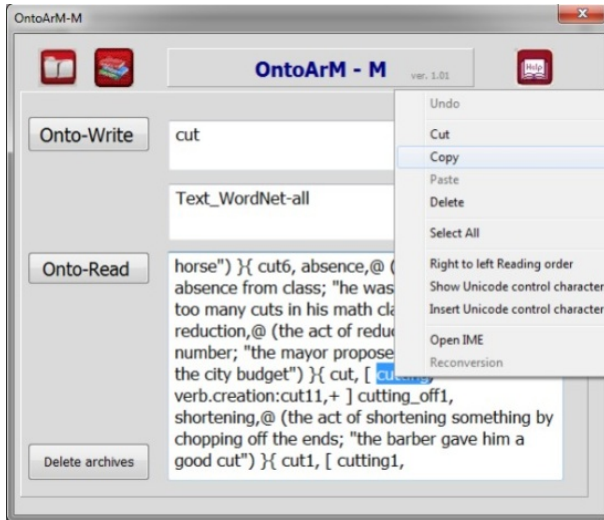 OntoArM-M
OntoArM - M ver. 1.01
Help
Onto-Write
cut
Text_WordNet-all
Onto-Read
horse") }{ cut6, absence,@ (
absence from class; "he was
too many cuts in his math cla
reduction,@ (the act of redu
number; "the mayor propose
the city budget") }{ cut, [ cutting,
verb.creation:cut11,+ ] cutting_off1,
shortening,@ (the act of shortening something by
chopping off the ends; "the barber gave him a
good cut") }{ cut1, [ cutting1,
Delete archives
Undo
Cut
Copy
Paste
Delete
Select All
Right to left Reading order
Show Unicode control character
Insert Unicode control character
Open IME
Reconversion